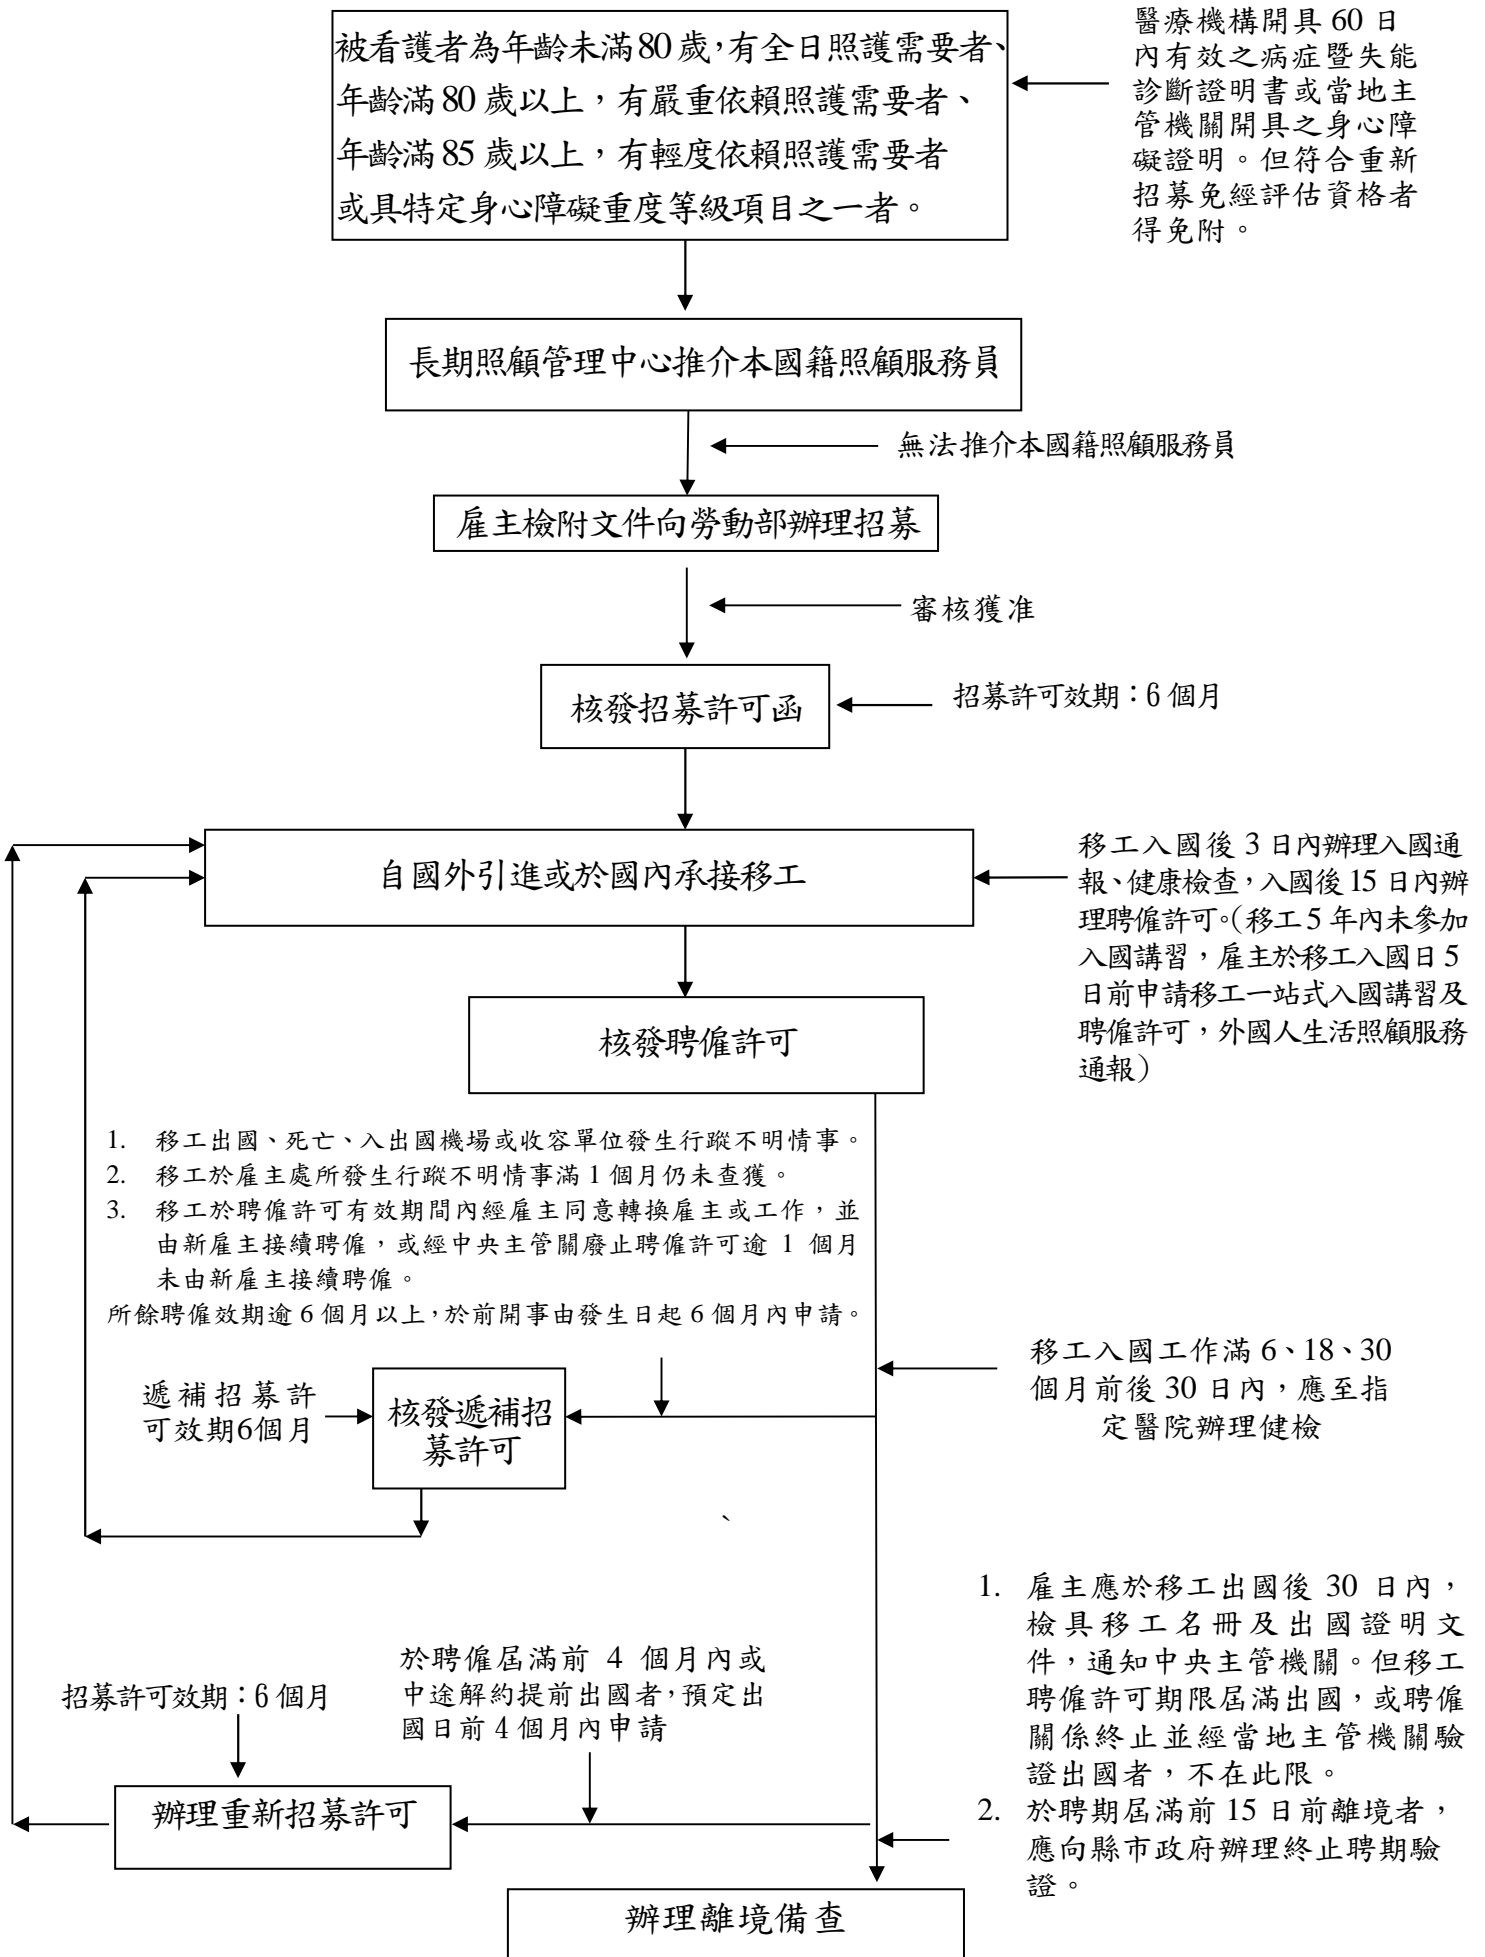 被看護者為年齡未滿80歲，有全日照護需要者、
年齡滿 80 歲以上，有嚴重依賴照護需要者、
年齡滿 85 歲以上，有輕度依賴照護需要者
或具特定身心障礙重度等級項目之一者。
醫療機構開具 60 日
內有效之病症暨失能
診斷證明書或當地主
管機關開具之身心障
礙證明。但符合重新
招募免經評估資格者
得免附。
長期照顧管理中心推介本國籍照顧服務員
無法推介本國籍照顧服務員
雇主檢附文件向勞動部辦理招募
審核獲准
核發招募許可函
招募許可效期：6 個月
自國外引進或於國內承接移工
移工入國後 3 日內辦理入國通
報、健康檢查，入國後 15 日內辦
理聘僱許可。（移工 5 年內未參加
入國講習，雇主於移工入國日 5
日前申請移工一站式入國講習及
聘僱許可，外國人生活照顧服務
通報）
核發聘僱許可
1. 移工出國、死亡、入出國機場或收容單位發生行蹤不明情事。
2. 移工於雇主處所發生行蹤不明情事滿 1 個月仍未查獲。
3. 移工於聘僱許可有效期間內經雇主同意轉換雇主或工作，並
由新雇主接續聘僱，或經中央主管關廢止聘僱許可逾 1 個月
未由新雇主接續聘僱。
所餘聘僱效期逾 6 個月以上，於前開事由發生日起 6 個月內申請。
移工入國工作滿 6、18、30
個月前後 30 日內，應至指
定醫院辦理健檢
遞補招募許
可效期6個月
核發遞補招
募許可
、
1. 雇主應於移工出國後 30 日內，
檢具移工名冊及出國證明文
件，通知中央主管機關。但移工
聘僱許可期限屆滿出國，或聘僱
關係終止並經當地主管機關驗
證出國者，不在此限。
2. 於聘期屆滿前 15 日前離境者，
應向縣市政府辦理終止聘期驗
證。
於聘僱屆滿前 4 個月內或
中途解約提前出國者，預定出
國日前 4 個月內申請
招募許可效期：6 個月
辦理重新招募許可
辦理離境備查